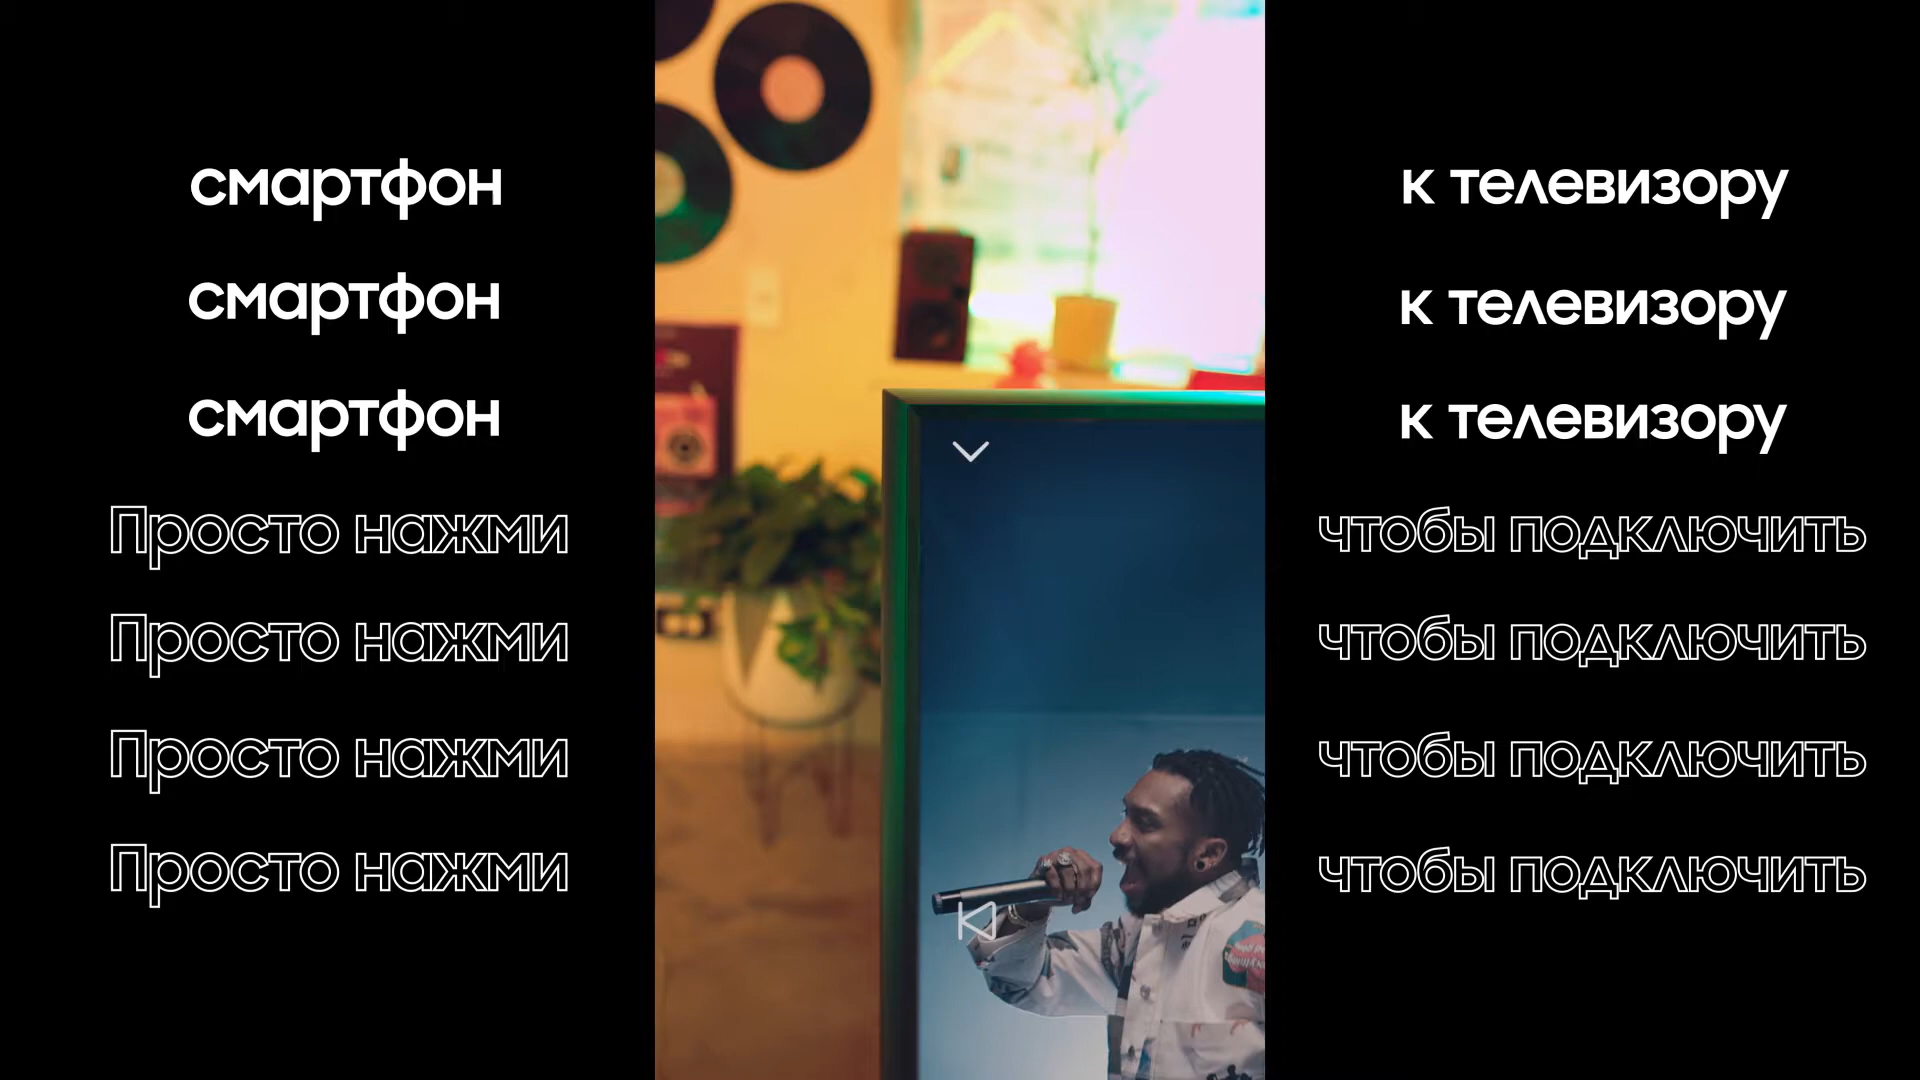 смартфон
смартфон
смартфон
Просто нажми
Просто нажми
Просто нажми
Просто нажми
к телевизору
к телевизору
к телевизору
чтобы подключить
чтобы подключить
чтобы подключить
чтобы подключить